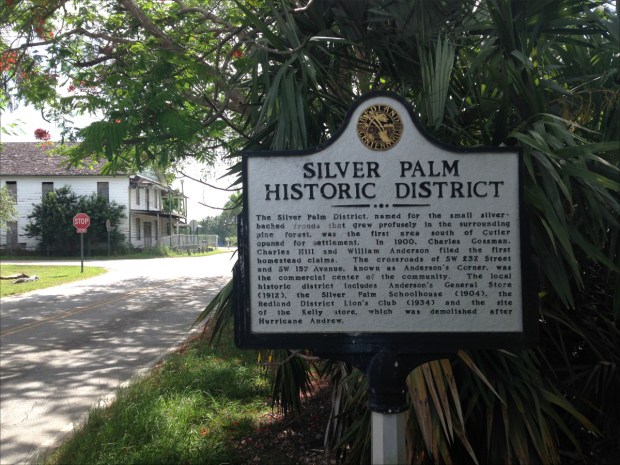 SILVER PALM
HISTORIC DISTRICT
The Silver Palm District, named for the small silver-
backed fronds that grew profusely in the surrounding
pine forest, was the first area south of Cutler
opened for settlement. In 1900, Charles Gossman,
Charles Hill and William Anderson filed the first
homestead claims. The crossroads of SW 232 Street
and SW 157 Avenue, known as Anderson's Corner, was
the commercial center of the community. The local
historic district includes Anderson's General Store
(1912), the Silver Palm Schoolhouse (1904), the
Redland District Lion's Club (1934) and the site
of the Kelly store, which was demolished after
Hurricane Andrew.
STOP